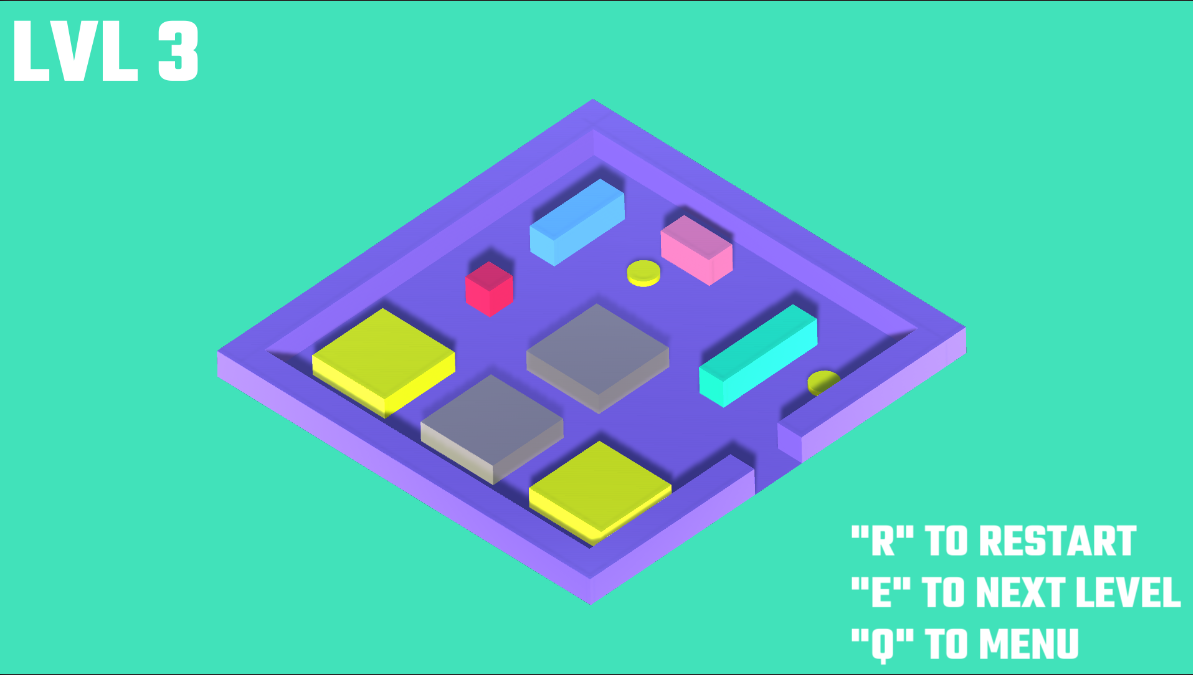 LVL 3
"R" TO RESTART
"E" TO NEXT LEVEL
"Q" TO MENU